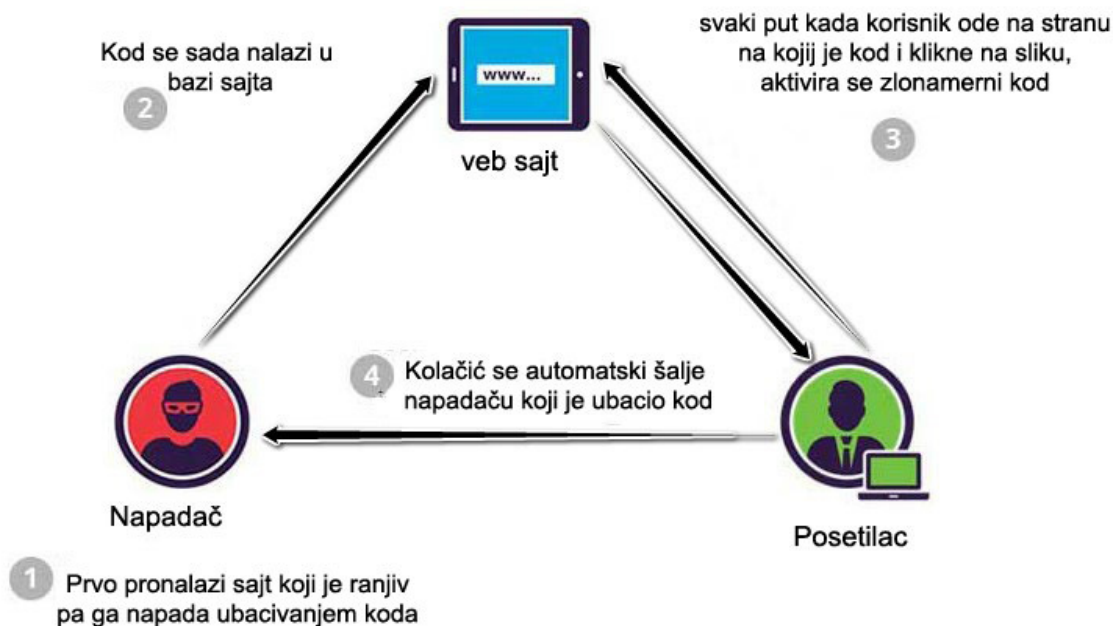 Kod se sada nalazi u
bazi sajta
2
www...
veb sajt
svaki put kada korisnik ode na stranu
na kojij je kod i klikne na sliku,
aktivira se zlonamerni kod
3
4
Kolačić se automatski šalje
napadaču koji je ubacio kod
Napadač
Posetilac
1
Prvo pronalazi sajt koji je ranjiv
pa ga napada ubacivanjem koda